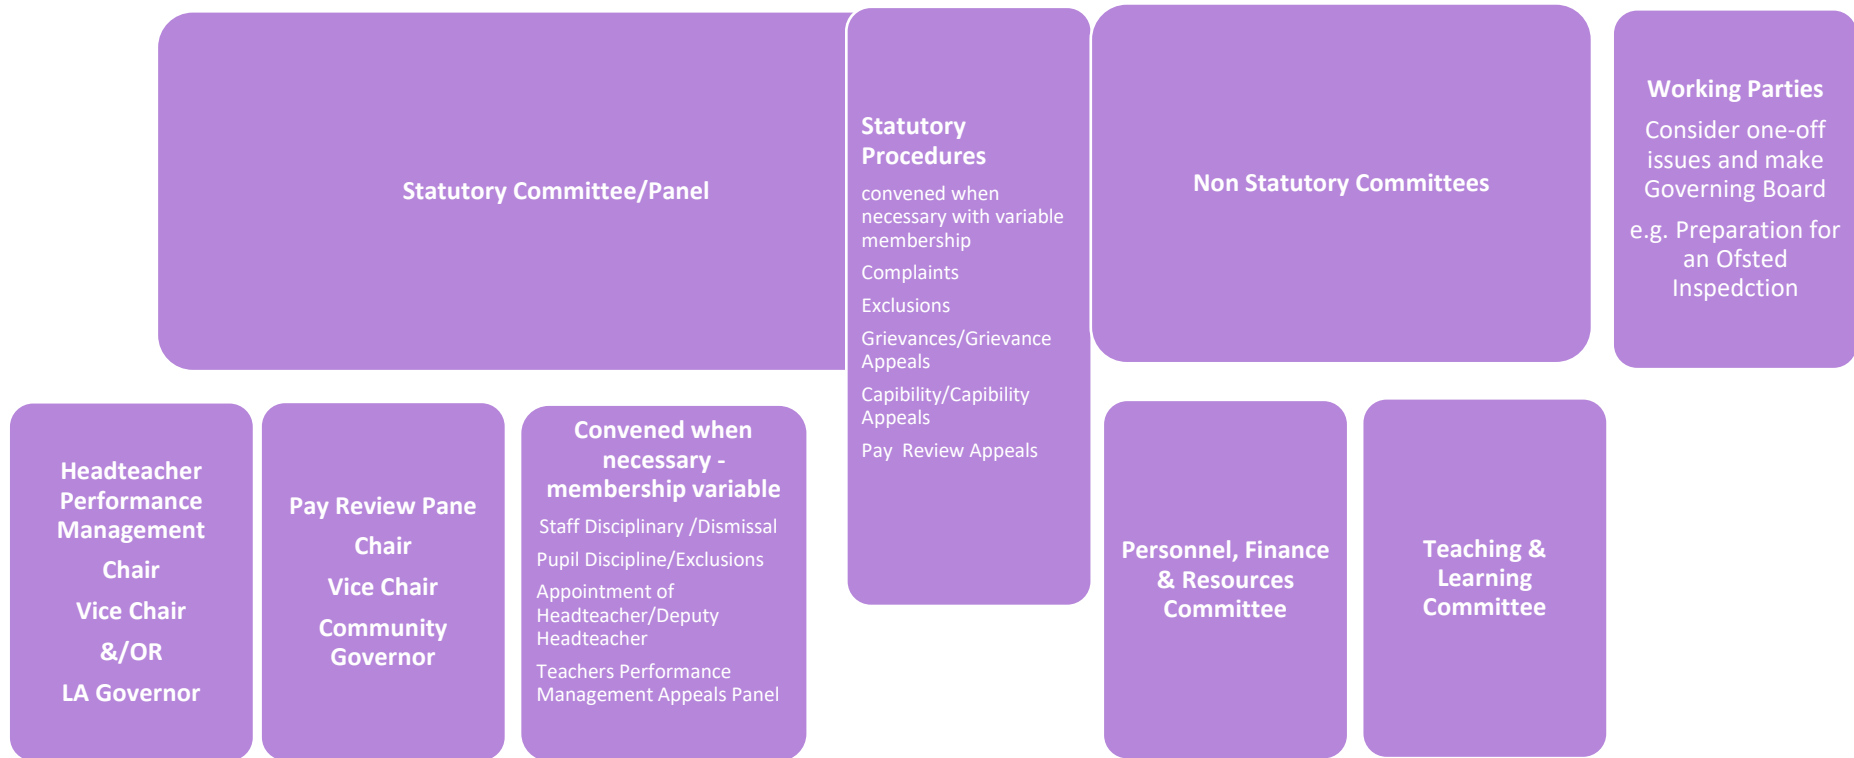 Statutory Committee/Panel
Statutory
Procedures
convened when
necessary with variable
membership
Complaints
Exclusions
Grievances/Grievance
Appeals
Capibility/Capibility
Appeals
Pay Review Appeals
Non Statutory Committees
Working Parties
Consider one-off
issues and make
Governing Board
e.g. Preparation for
an Ofsted
Inspedction
Headteacher
Performance
Management
Chair
Vice Chair
&/OR
LA Governor
Pay Review Pane
Chair
Vice Chair
Community
Governor
Convened when
necessary -
membership variable
Staff Disciplinary /Dismissal
Pupil Discipline/Exclusions
Appointment of
Headteacher/Deputy
Headteacher
Teachers Performance
Management Appeals Panel
Personnel, Finance
& Resources
Committee
Teaching &
Learning
Committee